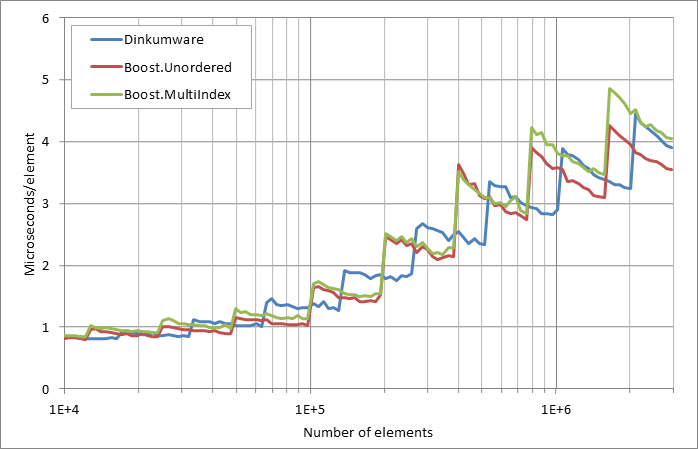 6
5
4
3
2
1
0
Microseconds/element
Dinkumware
Boost.Unordered
Boost.MultiIndex
1E+4 1E+5 1E+6
Number of elements